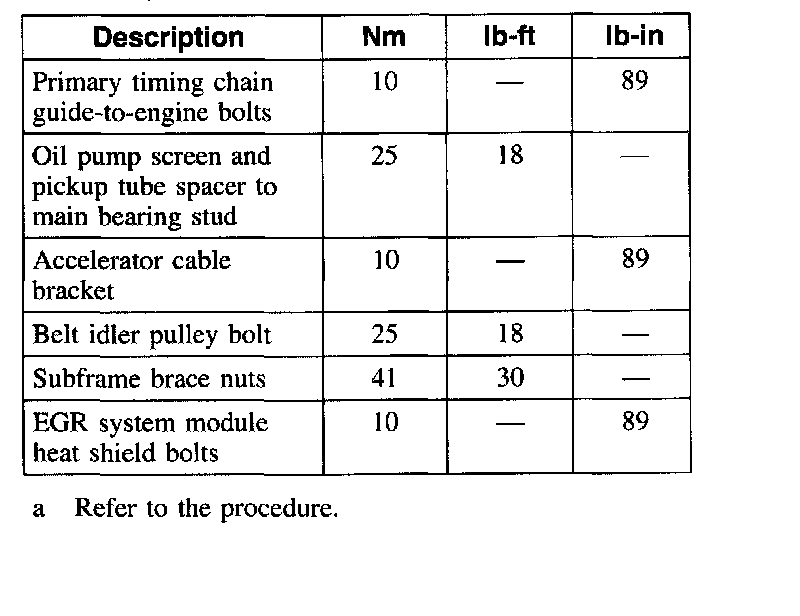 Description Nm lb-ft lb-in
Primary timing chain 10 — 89
guide-to-engine bolts
Oil pump screen and 25 18 —
pickup tube spacer to
main bearing stud
Accelerator cable 10 — 89
bracket
Belt idler pulley bolt 25 18 —
Subframe brace nuts 41 30 —
EGR system module 10 — 89
heat shield bolts
a Refer to the procedure.